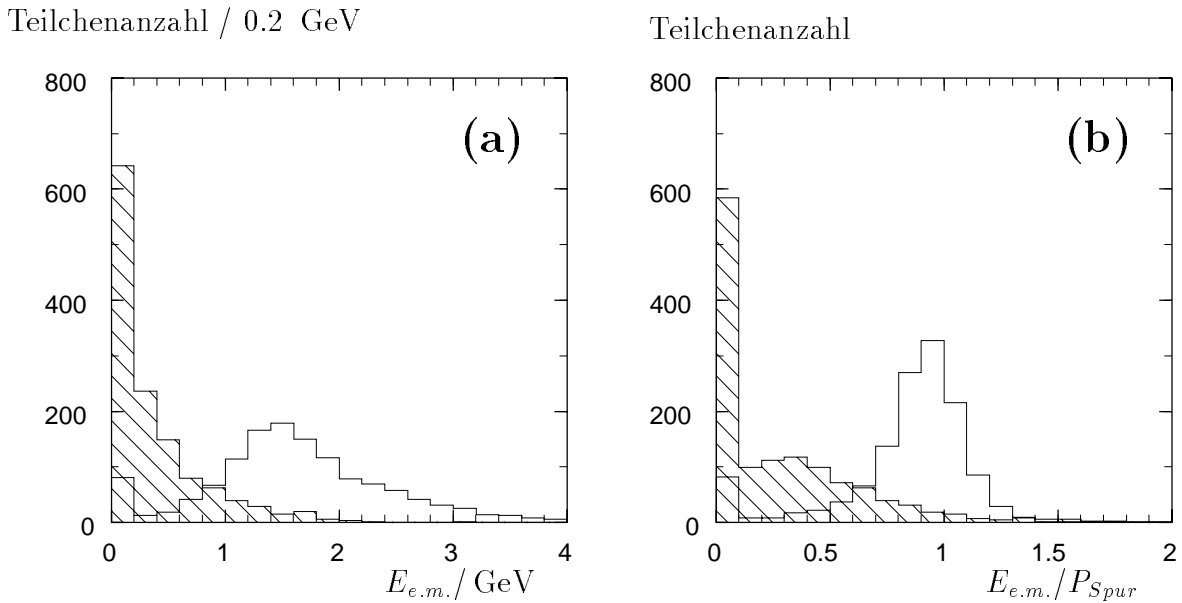 Teilchenanzahl / 0.2 GeV
(a)
800
600
400
200
0
0 1 2 3 4
E_{e.m.}/GeV
Teilchenanzahl
(b)
800
600
400
200
0
0 0.5 1 1.5 2
E_{e.m.}/P_{Spur}